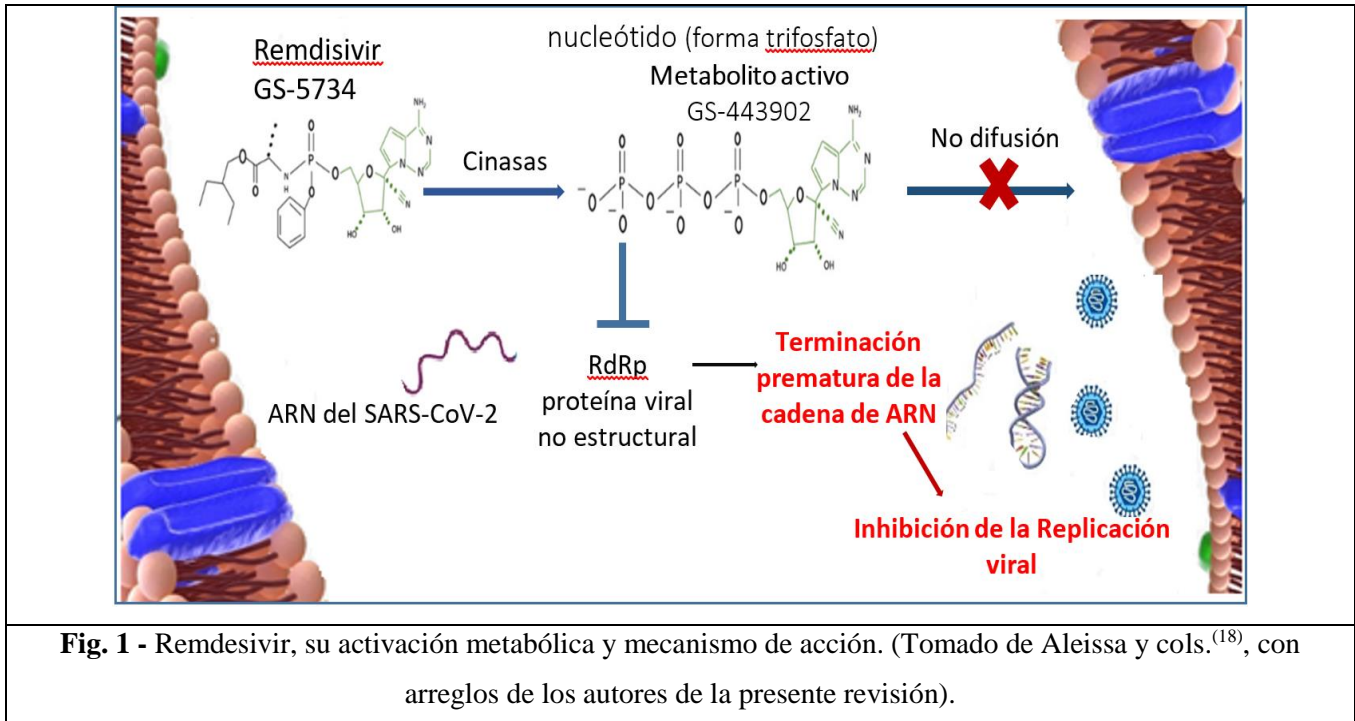 Remdisivir
GS-5734
Cinasas
nucleótido (forma trifosfato)
Metabolito activo
GS-443902
No difusión
ARN del SARS-CoV-2
RdRp
proteína viral
no estructural
Terminación
prematura de la
cadena de ARN
Inhibición de la Replicación
viral
Fig. 1 - Remdesivir, su activación metabólica y mecanismo de acción. (Tomado de Aleissa y cols.(18), con
arreglos de los autores de la presente revisión).